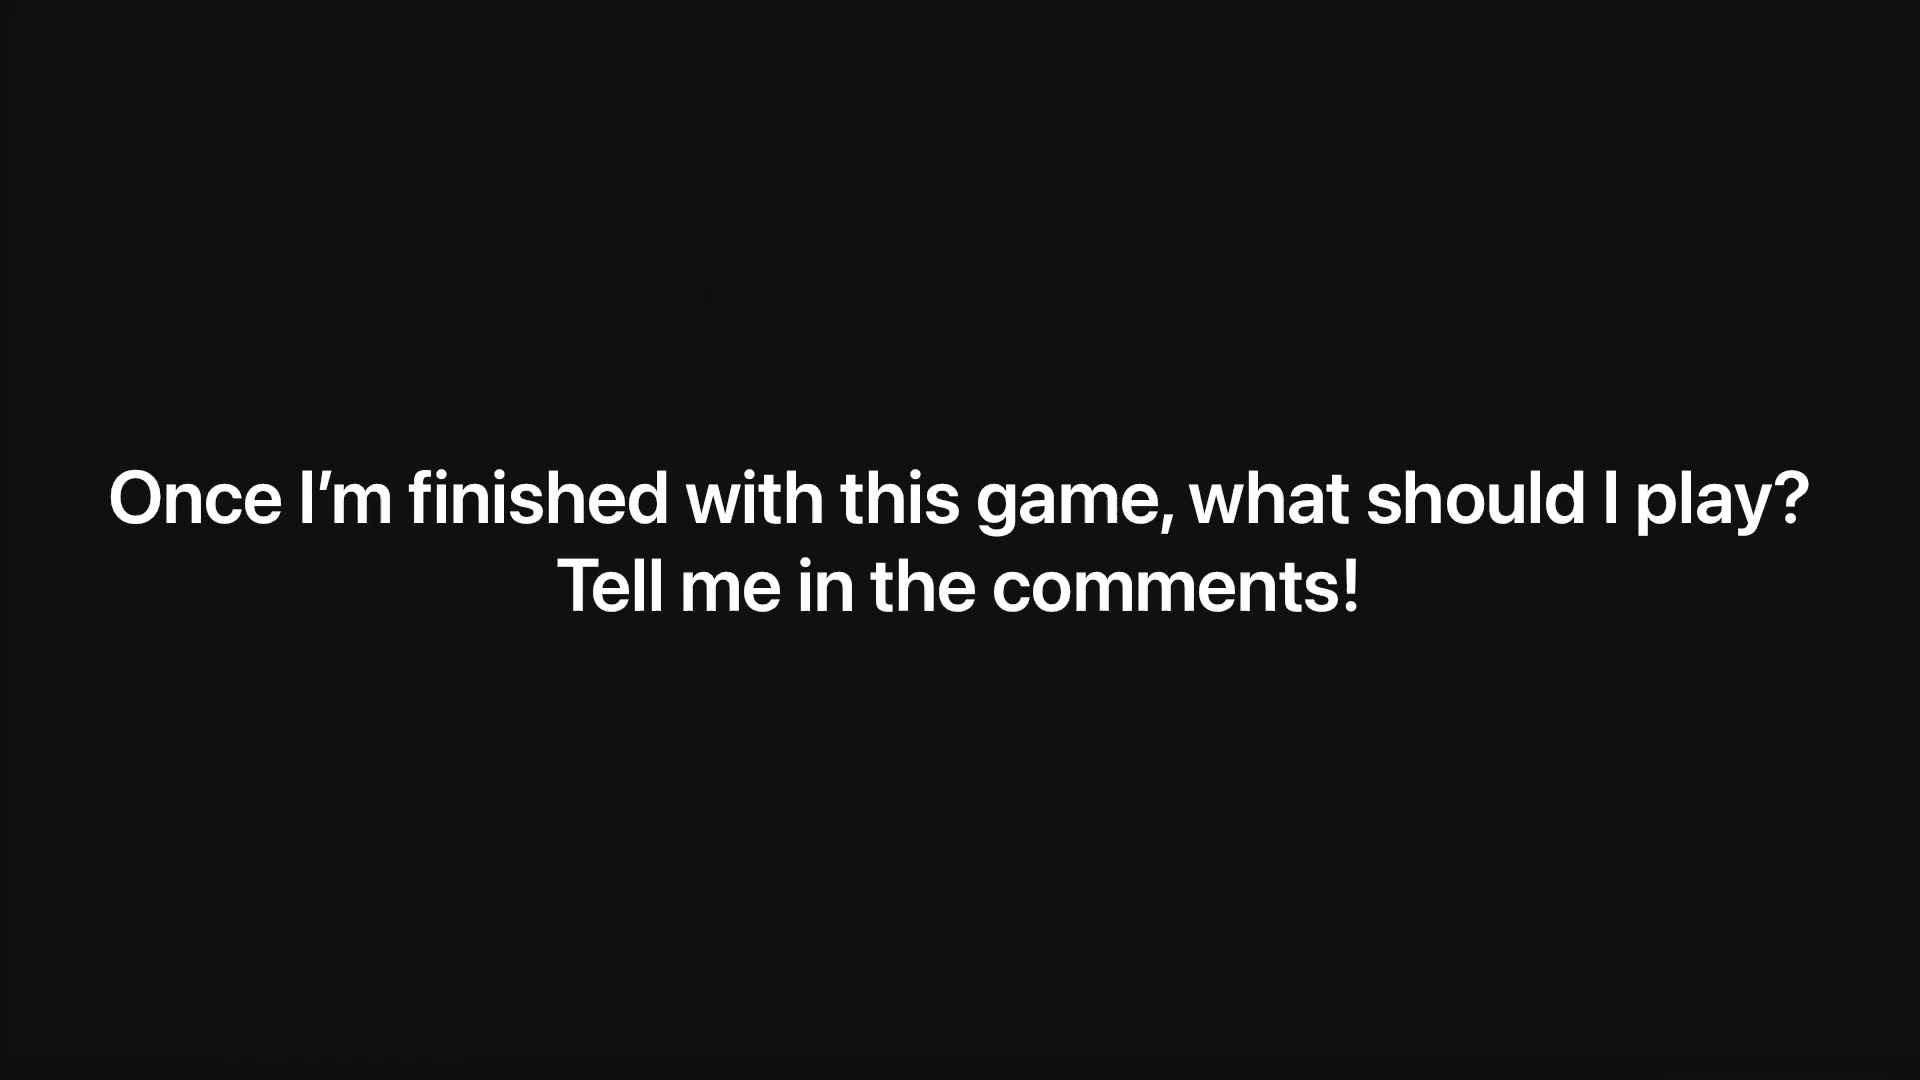 Once I’m finished with this game, what should I play?
Tell me in the comments!